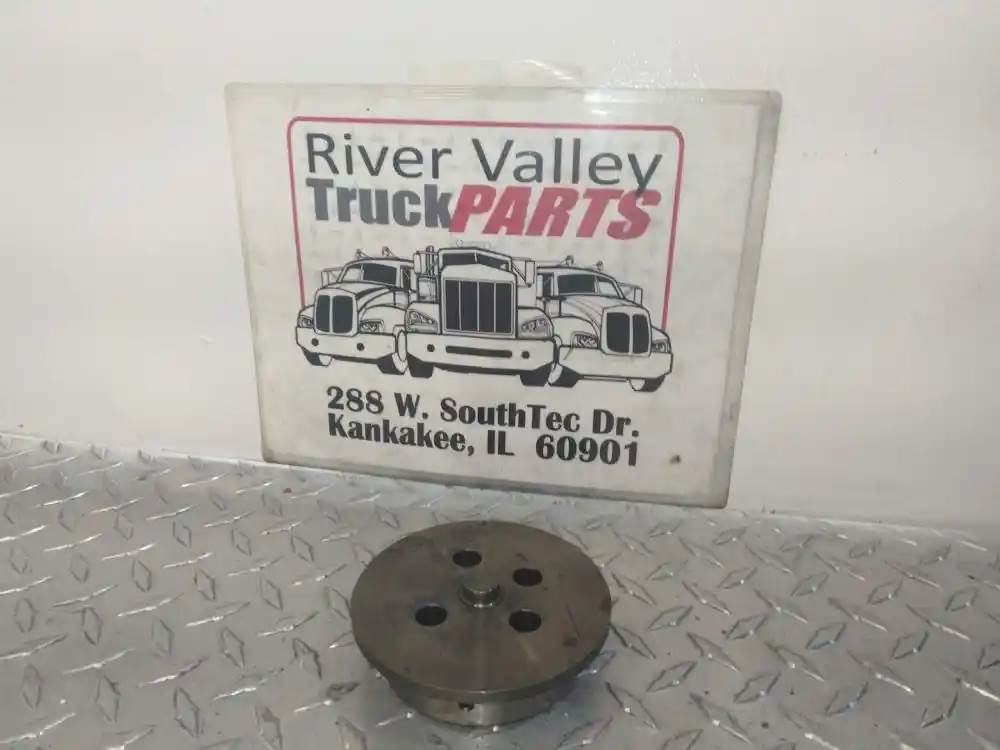 River Valley
TruckPARTS
288 W. SouthTec Dr.
Kankakee, IL 60901